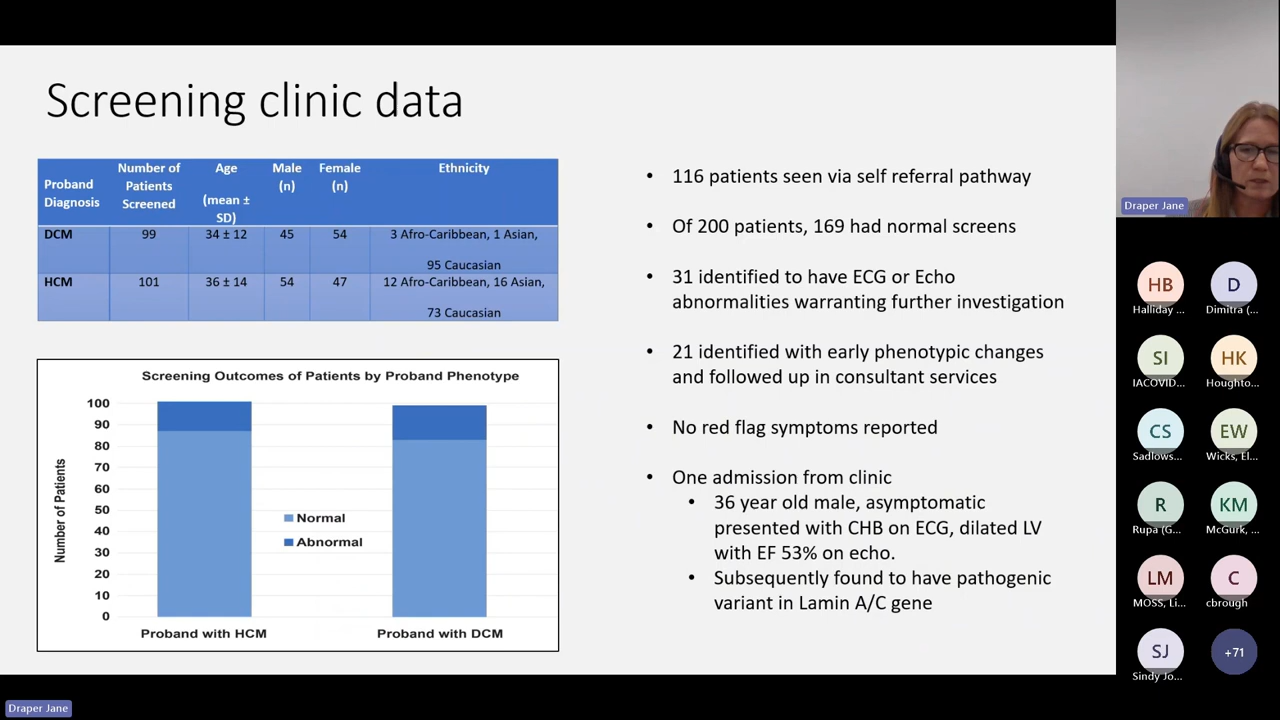 Screening clinic data
Proband Diagnosis
Number of Patients Screened
Age (mean ± SD)
Male (n)
Female (n)
Ethnicity
DCM 99 34 ± 12 45 54 3 Afro-Caribbean, 1 Asian,
95 Caucasian
HCM 101 36 ± 14 54 47 12 Afro-Caribbean, 16 Asian,
73 Caucasian
Screening Outcomes of Patients by Proband Phenotype
Number of Patients
100
90
80
70
60
50
40
30
20
10
0
Normal
Abnormal
Proband with HCM
Proband with DCM
• 116 patients seen via self referral pathway
• Of 200 patients, 169 had normal screens
• 31 identified to have ECG or Echo
abnormalities warranting further investigation
• 21 identified with early phenotypic changes
and followed up in consultant services
• No red flag symptoms reported
• One admission from clinic
• 36 year old male, asymptomatic
presented with CHB on ECG, dilated LV
with EF 53% on echo.
• Subsequently found to have pathogenic
variant in Lamin A/C gene
Draper Jane
HB
Halliday ...
D
Dimitra (...
SI
IACOVID...
HK
Houghto...
CS
Sadlows...
EW
Wicks, El...
R
Rupa (G...
KM
McGurk, ...
LM
MOSS, Li...
C
cbrough
SJ
Sindy Jo...
+71
Draper Jane